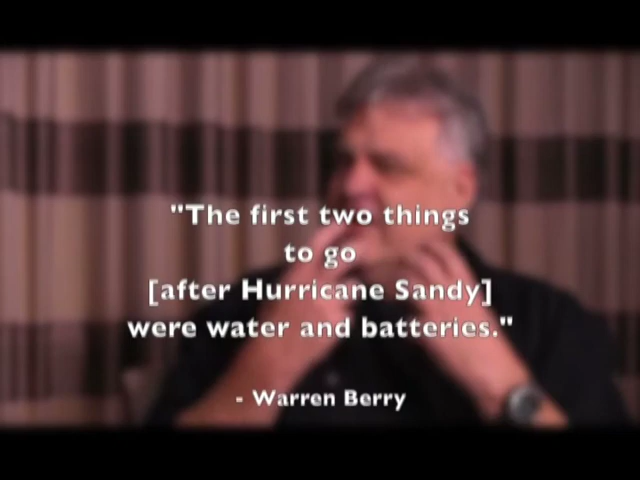 "The first two things
to go
[after Hurricane Sandy]
were water and batteries."
- Warren Berry